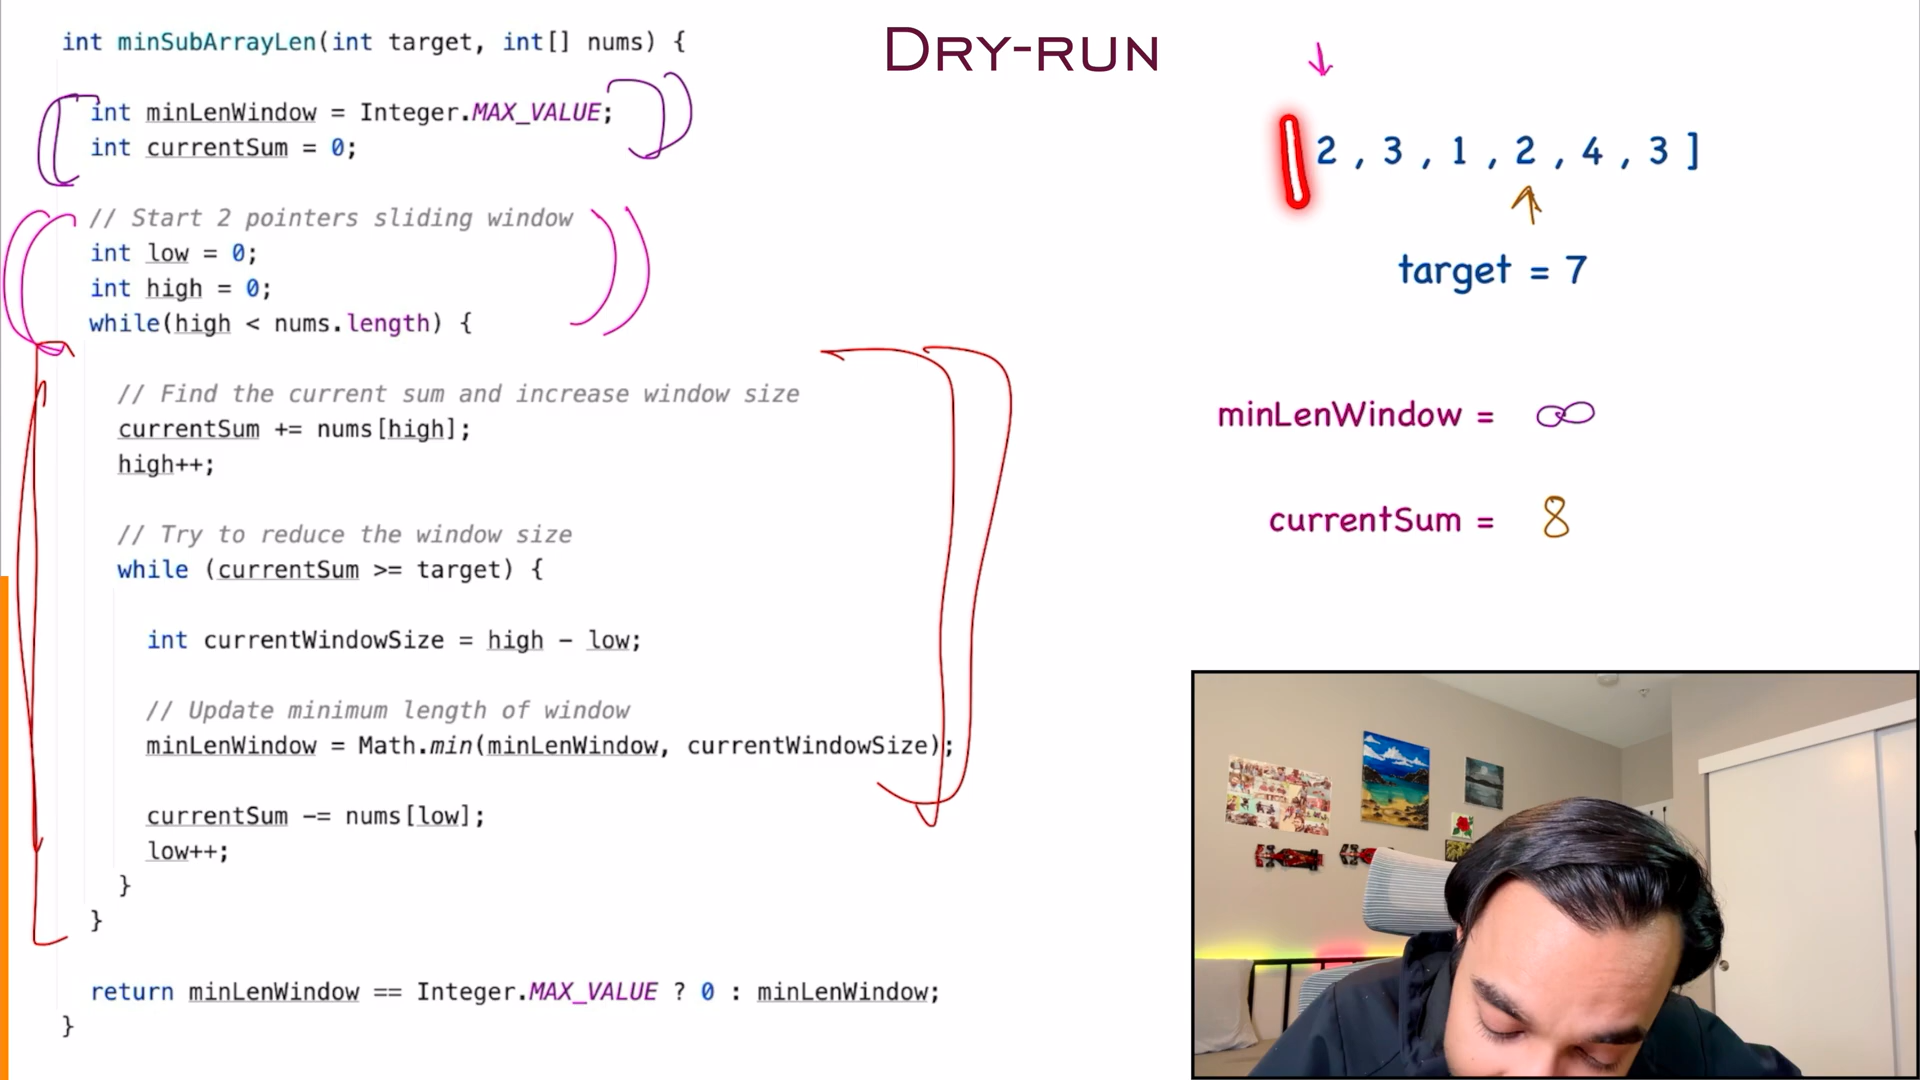 int minSubArrayLen(int target, int[] nums) {
int minLenWindow = Integer.MAX_VALUE;
int currentSum = 0;
// Start 2 pointers sliding window
int low = 0;
int high = 0;
while(high < nums.length) {
// Find the current sum and increase window size
currentSum += nums[high];
high++;
// Try to reduce the window size
while (currentSum >= target) {
int currentWindowSize = high - low;
// Update minimum length of window
minLenWindow = Math.min(minLenWindow, currentWindowSize);
currentSum -= nums[low];
low++;
}
}
return minLenWindow == Integer.MAX_VALUE ? 0 : minLenWindow;
}
DRY-RUN
2 , 3 , 1 , 2 , 4 , 3 ]
target = 7
minLenWindow = ∞
currentSum = 8